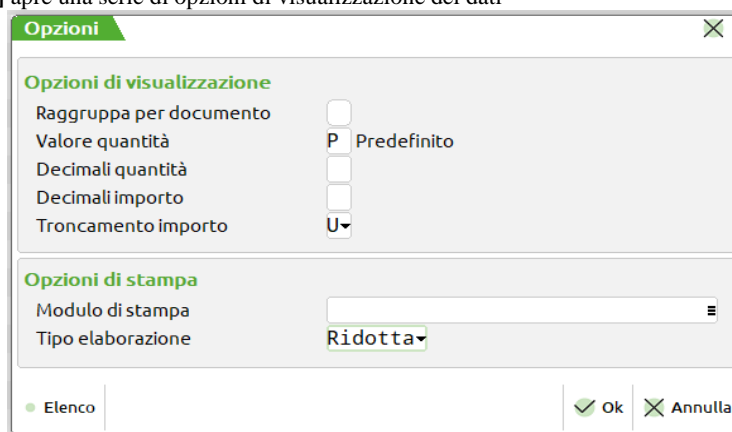 apre una serie di opzioni di visualizzazione dei dati
Opzioni
Opzioni di visualizzazione
Raggruppa per documento
Valore quantità P Predefinito
Decimali quantità
Decimali importo
Troncamento importo U
Opzioni di stampa
Modulo di stampa
Tipo elaborazione Ridotta
Elenco Ok Annulla